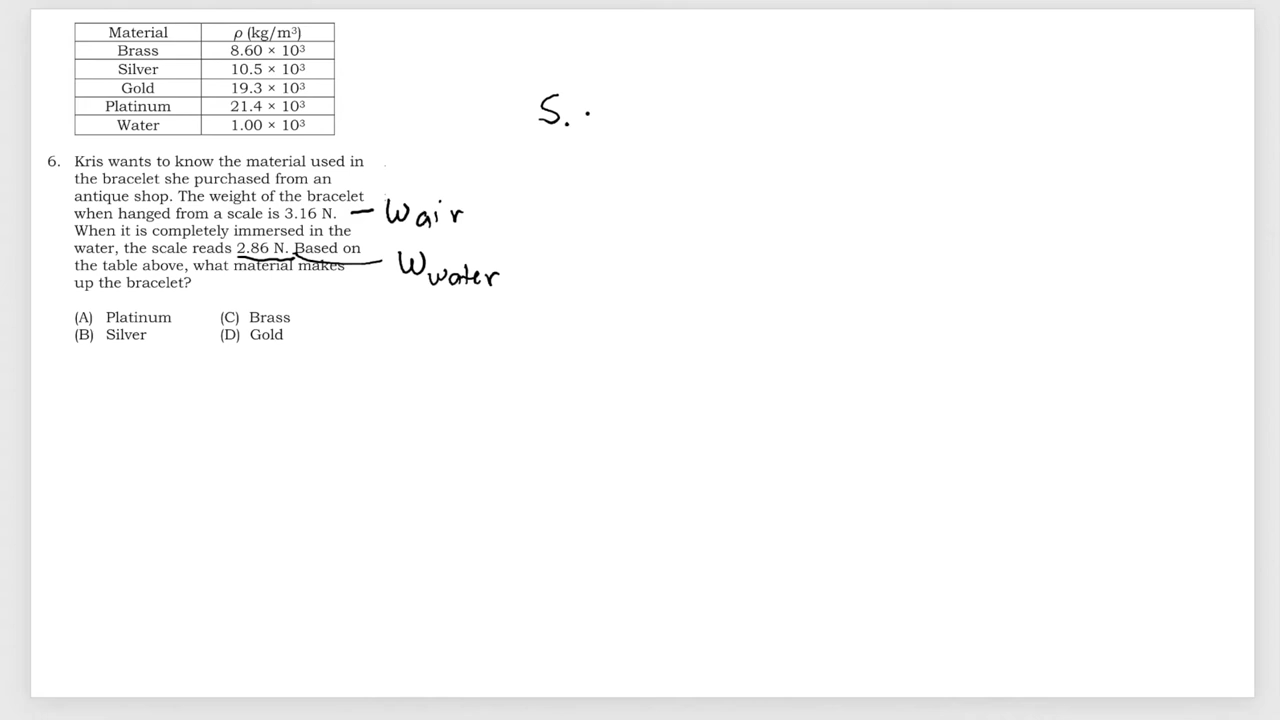 Material ρ (kg/m³)
Brass 8.60 × 10³
Silver 10.5 × 10³
Gold 19.3 × 10³
Platinum 21.4 × 10³
Water 1.00 × 10³
S.
6. Kris wants to know the material used in
the bracelet she purchased from an
antique shop. The weight of the bracelet
when hanged from a scale is 3.16 N. – Wair
When it is completely immersed in the
water, the scale reads 2.86 N. Based on
the table above, what material makes Wwater
up the bracelet?
(A) Platinum (C) Brass
(B) Silver (D) Gold